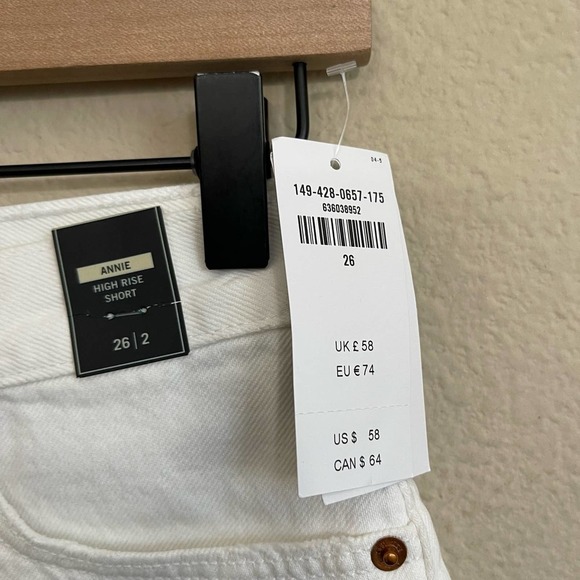 ANNIE
HIGH RISE
SHORT
26 | 2
04-5
149-428-0657-175
636038952
26
UK £ 58
EU € 74
US $ 58
CAN $ 64